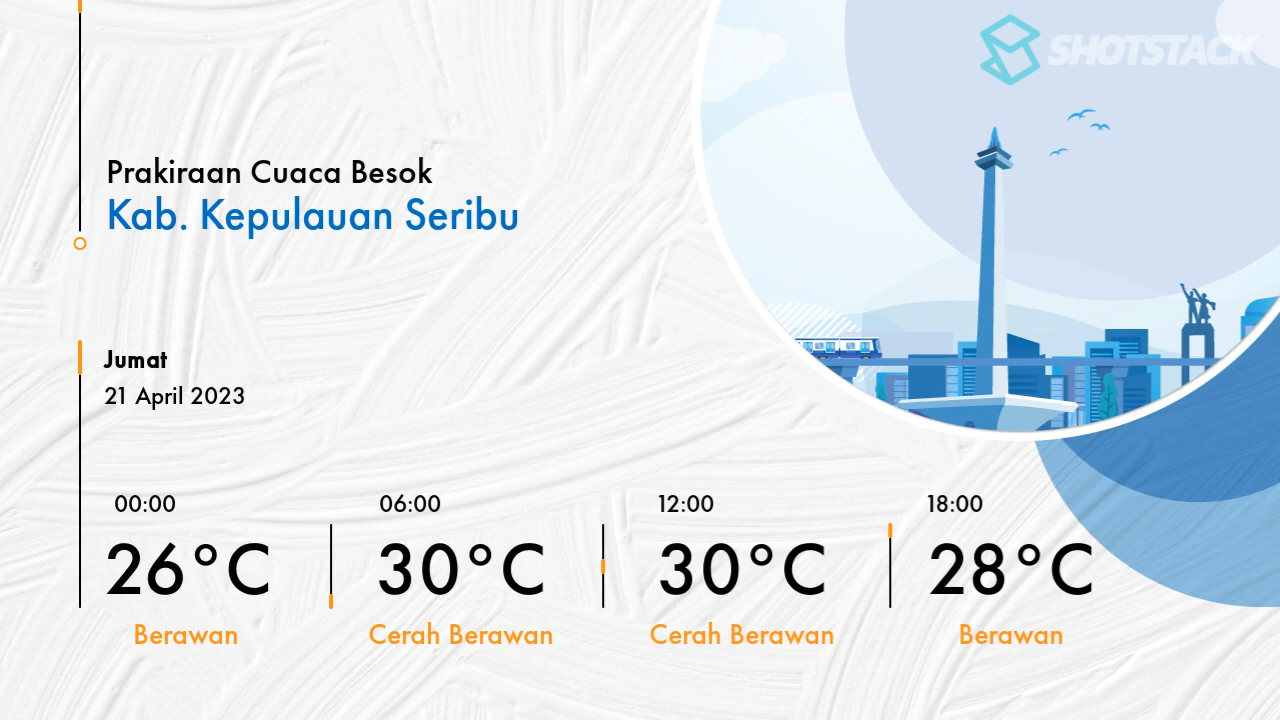 SHOTSTACK
Prakiraan Cuaca Besok
Kab. Kepulauan Seribu
Jumat
21 April 2023
00:00
26°C
Berawan
06:00
30°C
Cerah Berawan
12:00
30°C
Cerah Berawan
18:00
28°C
Berawan